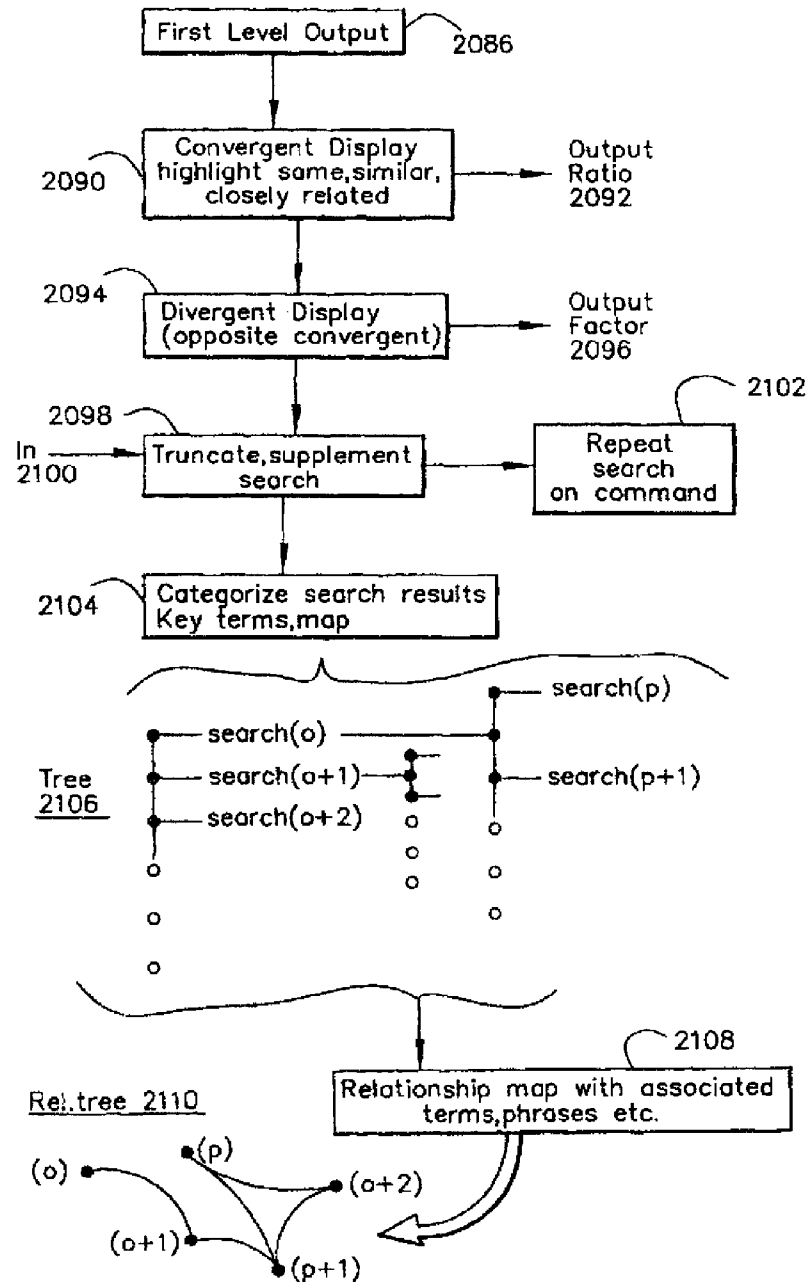 First Level Output
2086
Convergent Display
highlight same,similar,
closely related
2090
Output
Ratio
2092
2094
Divergent Display
(opposite convergent)
Output
Factor
2096
2098
2102
In
2100
Truncate,supplement
search
Repeat
search
on command
2104
Categorize search results
Key terms,map
search(p)
search(o)
Tree
2106
search(o+1)
search(p+1)
search(o+2)
2108
Relationship map with associated
terms,phrases etc.
Rel.tree 2110
(p)
(o)
(o+2)
(o+1)
(p+1)